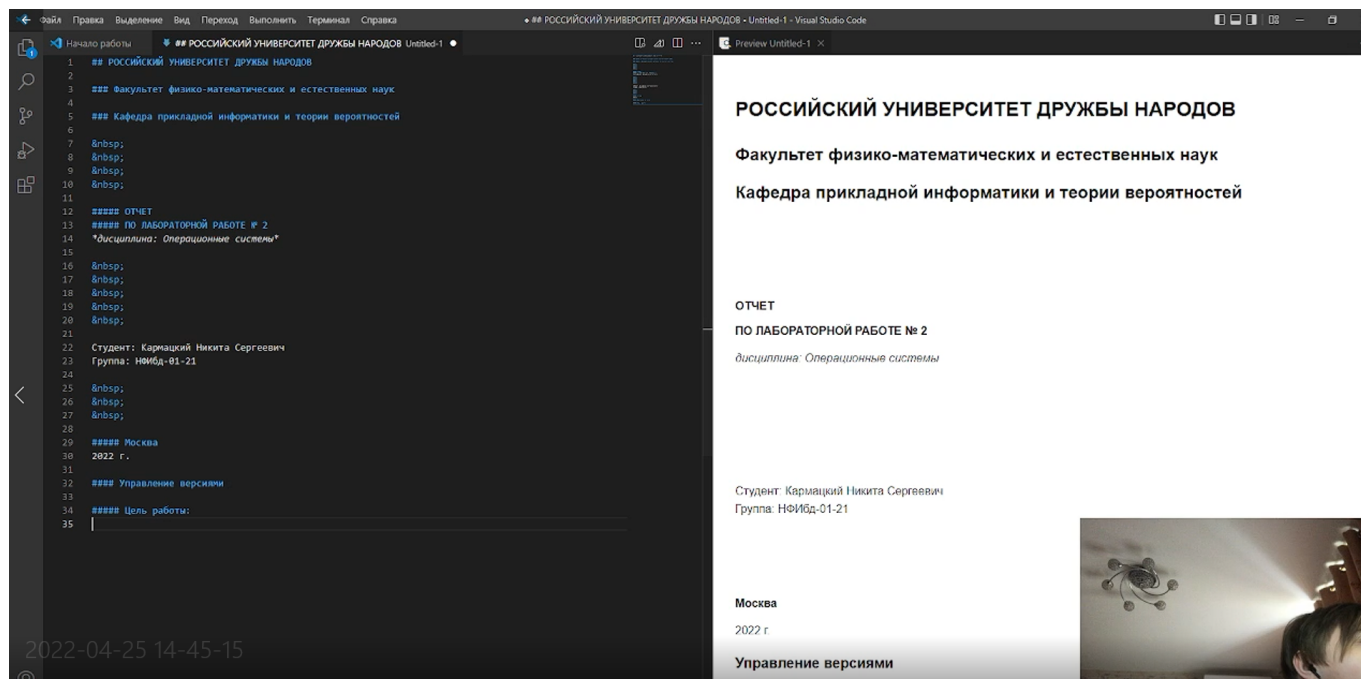 Файл Правка Выделение Вид Переход Выполнить Терминал Справка
● ## РОССИЙСКИЙ УНИВЕРСИТЕТ ДРУЖБЫ НАРОДОВ - Untitled-1 - Visual Studio Code
Начало работы
## РОССИЙСКИЙ УНИВЕРСИТЕТ ДРУЖБЫ НАРОДОВ Untitled-1 ●
Preview Untitled-1 ×
1
1 ## РОССИЙСКИЙ УНИВЕРСИТЕТ ДРУЖБЫ НАРОДОВ
2
3 ### Факультет физико-математических и естественных наук
4
5 ### Кафедра прикладной информатики и теории вероятностей
6
7 &nbsp;
8 &nbsp;
9 &nbsp;
10 &nbsp;
11
12 ##### ОТЧЕТ
13 ##### ПО ЛАБОРАТОРНОЙ РАБОТЕ № 2
14 *дисциплина: Операционные системы*
15
16 &nbsp;
17 &nbsp;
18 &nbsp;
19 &nbsp;
20 &nbsp;
21
22 Студент: Кармацкий Никита Сергеевич
23 Группа: НФИбд-01-21
24
25 &nbsp;
26 &nbsp;
27 &nbsp;
28
29 ##### Москва
30 2022 г.
31
32 #### Управление версиями
33
34 ##### Цель работы:
35
РОССИЙСКИЙ УНИВЕРСИТЕТ ДРУЖБЫ НАРОДОВ
Факультет физико-математических и естественных наук
Кафедра прикладной информатики и теории вероятностей
ОТЧЕТ
ПО ЛАБОРАТОРНОЙ РАБОТЕ № 2
дисциплина: Операционные системы
Студент: Кармацкий Никита Сергеевич
Группа: НФИбд-01-21
Москва
2022 г.
Управление версиями
2022-04-25 14-45-15